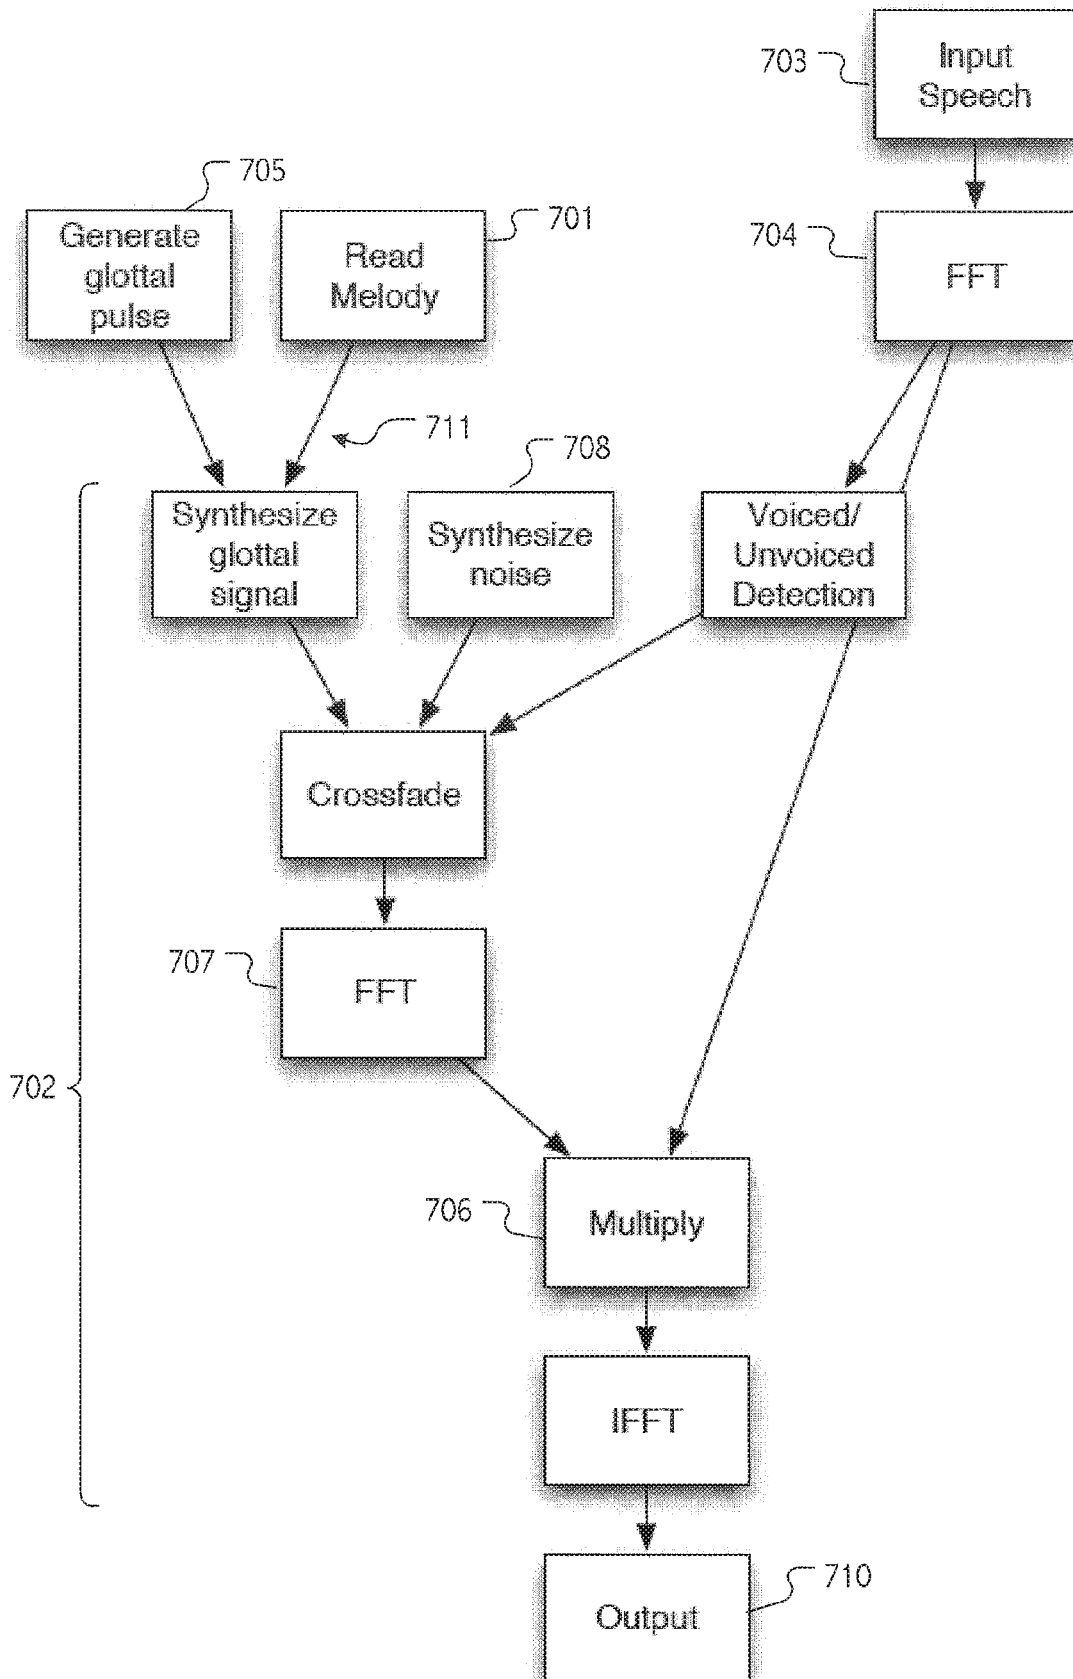 703
Input
Speech
705
701
704
Generate
glottal
pulse
Read
Melody
FFT
711
708
Synthesize
glottal
signal
Synthesize
noise
Voiced/
Unvoiced
Detection
Crossfade
707
FFT
702
706
Multiply
IFFT
710
Output